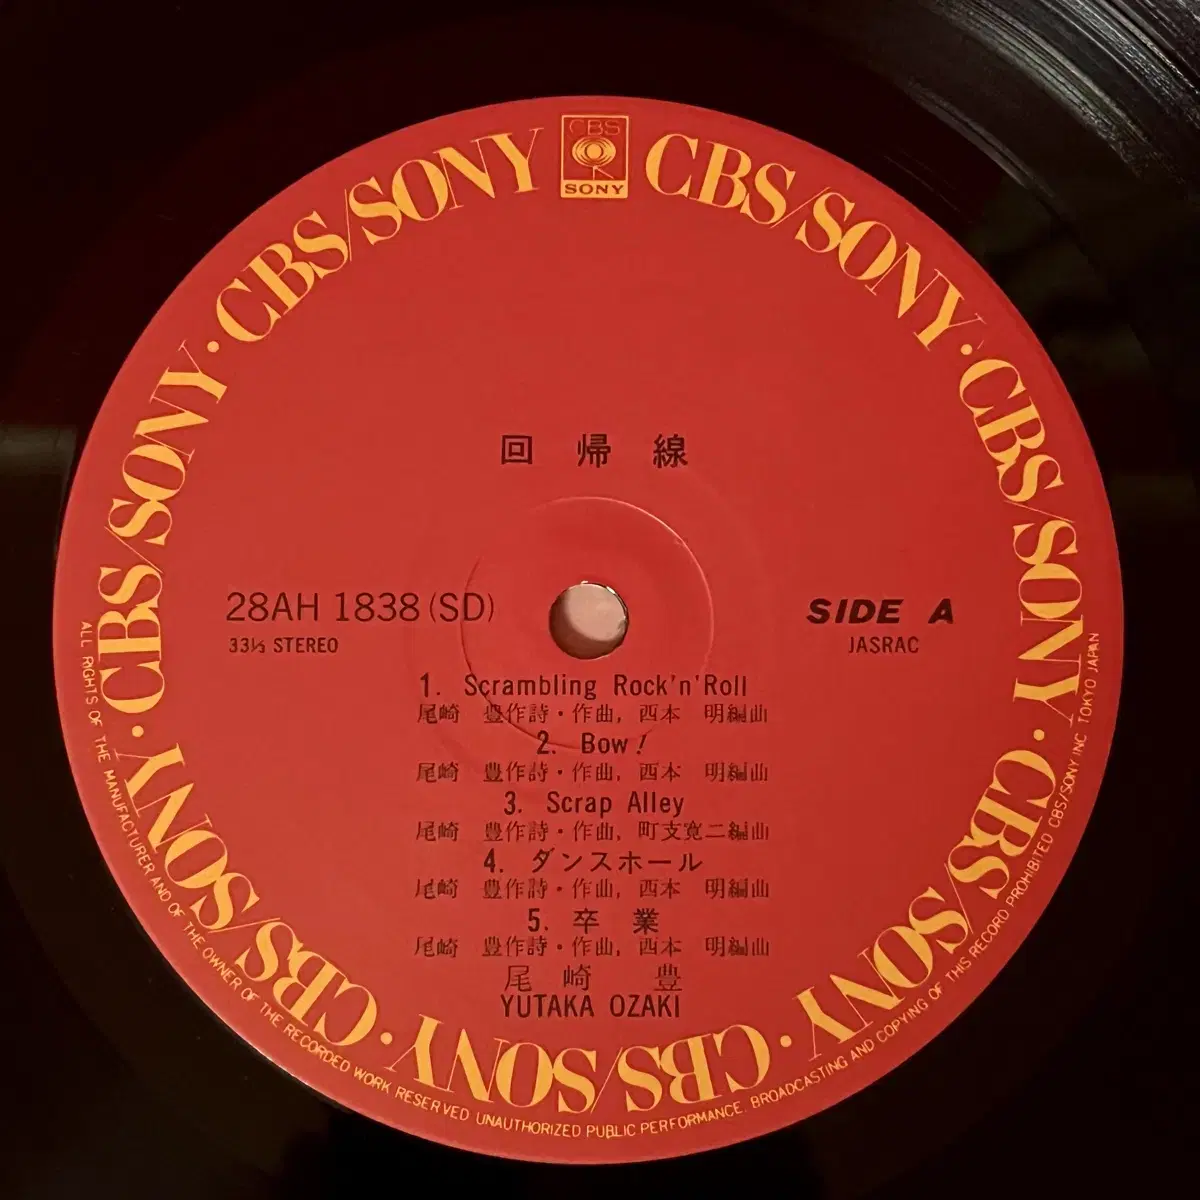 CBS
SONY
CBS/SONY · CBS/SONY · CBS/SONY · CBS/SONY · CBS/SONY · CBS/SONY · CBS/SONY · CBS/SONY
回帰線
28AH 1838 (SD)
33⅓ STEREO
SIDE A
JASRAC
1. Scrambling Rock'n'Roll
尾崎 豊作詩・作曲, 西本 明編曲
2. Bow!
尾崎 豊作詩・作曲, 西本 明編曲
3. Scrap Alley
尾崎 豊作詩・作曲, 町支寛二編曲
4. ダンスホール
尾崎 豊作詩・作曲, 西本 明編曲
5. 卒業
尾崎 豊作詩・作曲, 西本 明編曲
尾崎 豊
YUTAKA OZAKI
ALL RIGHTS OF THE MANUFACTURER AND OF THE OWNER OF THE RECORDED WORK RESERVED UNAUTHORIZED PUBLIC PERFORMANCE. BROADCASTING AND COPYING OF THIS RECORD PROHIBITED CBS/SONY INC. TOKYO JAPAN